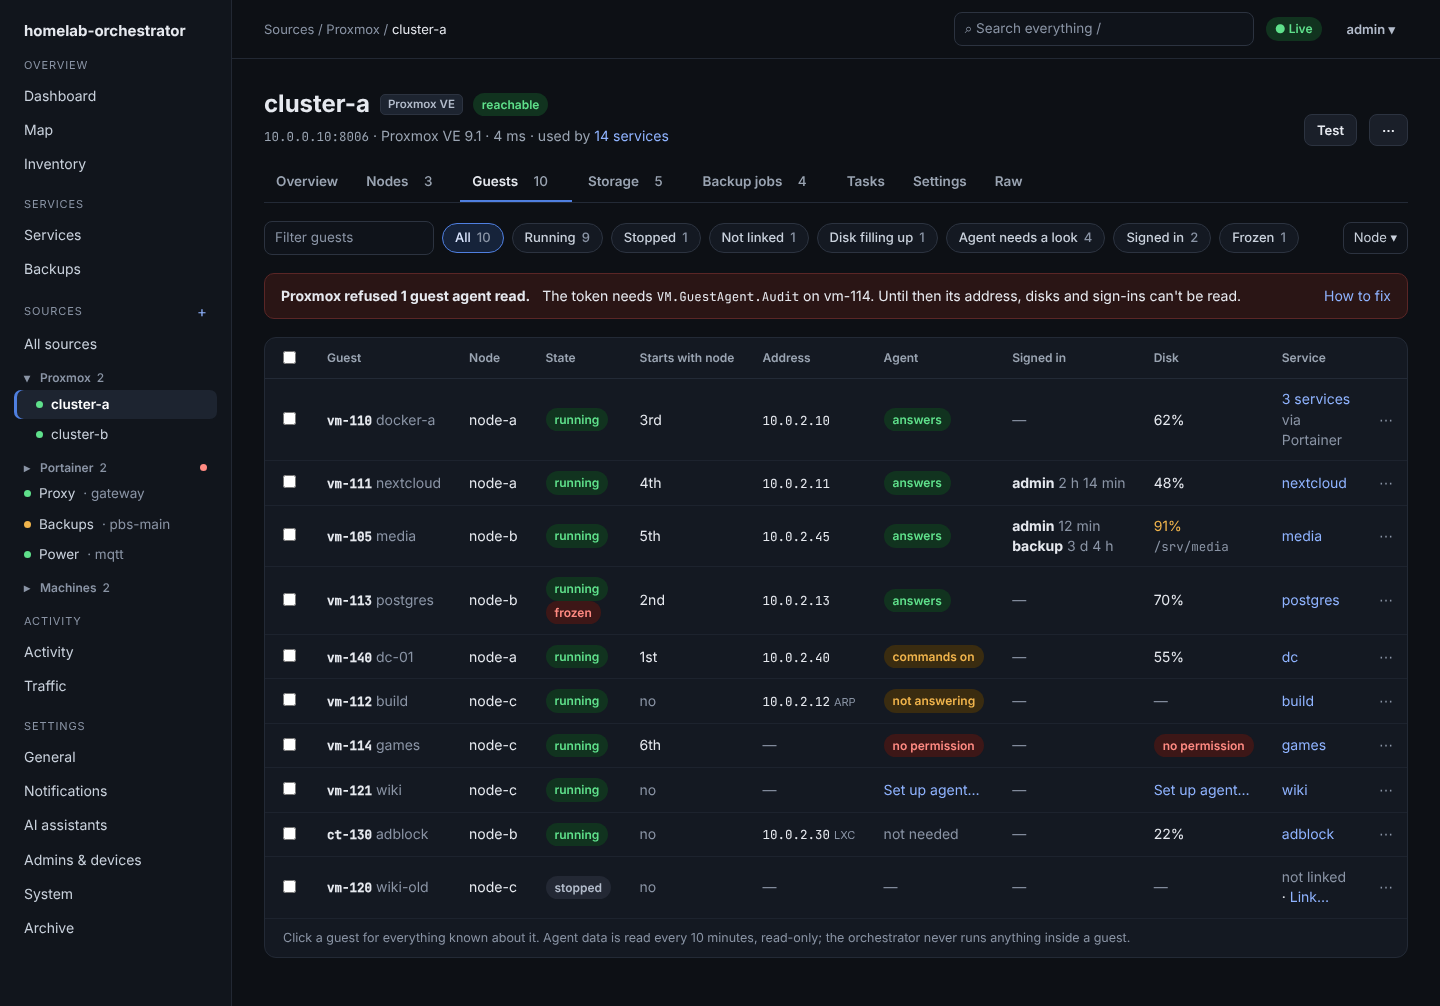 homelab-orchestrator
OVERVIEW
Dashboard
Map
Inventory
SERVICES
Services
Backups
SOURCES +
All sources
▾ Proxmox 2
cluster-a
cluster-b
▸ Portainer 2
Proxy · gateway
Backups · pbs-main
Power · mqtt
▸ Machines 2
ACTIVITY
Activity
Traffic
SETTINGS
General
Notifications
AI assistants
Admins & devices
System
Archive
Sources / Proxmox / cluster-a
Search everything /
Live
admin ▾
cluster-a Proxmox VE reachable
10.0.0.10:8006 · Proxmox VE 9.1 · 4 ms · used by 14 services
Test ···
Overview Nodes 3 Guests 10 Storage 5 Backup jobs 4 Tasks Settings Raw
Filter guests All 10 Running 9 Stopped 1 Not linked 1 Disk filling up 1 Agent needs a look 4 Signed in 2 Frozen 1 Node ▾
Proxmox refused 1 guest agent read. The token needs VM.GuestAgent.Audit on vm-114. Until then its address, disks and sign-ins can't be read. How to fix
Guest Node State Starts with node Address Agent Signed in Disk Service
vm-110 docker-a node-a running 3rd 10.0.2.10 answers — 62% 3 services via Portainer ···
vm-111 nextcloud node-a running 4th 10.0.2.11 answers admin 2 h 14 min 48% nextcloud ···
vm-105 media node-b running 5th 10.0.2.45 answers admin 12 min backup 3 d 4 h 91% /srv/media media ···
vm-113 postgres node-b running frozen 2nd 10.0.2.13 answers — 70% postgres ···
vm-140 dc-01 node-a running 1st 10.0.2.40 commands on — 55% dc ···
vm-112 build node-c running no 10.0.2.12 ARP not answering — — build ···
vm-114 games node-c running 6th — no permission — no permission games ···
vm-121 wiki node-c running no — Set up agent... — Set up agent... wiki ···
ct-130 adblock node-b running no 10.0.2.30 LXC not needed — 22% adblock ···
vm-120 wiki-old node-c stopped no — — — — not linked · Link... ···
Click a guest for everything known about it. Agent data is read every 10 minutes, read-only; the orchestrator never runs anything inside a guest.